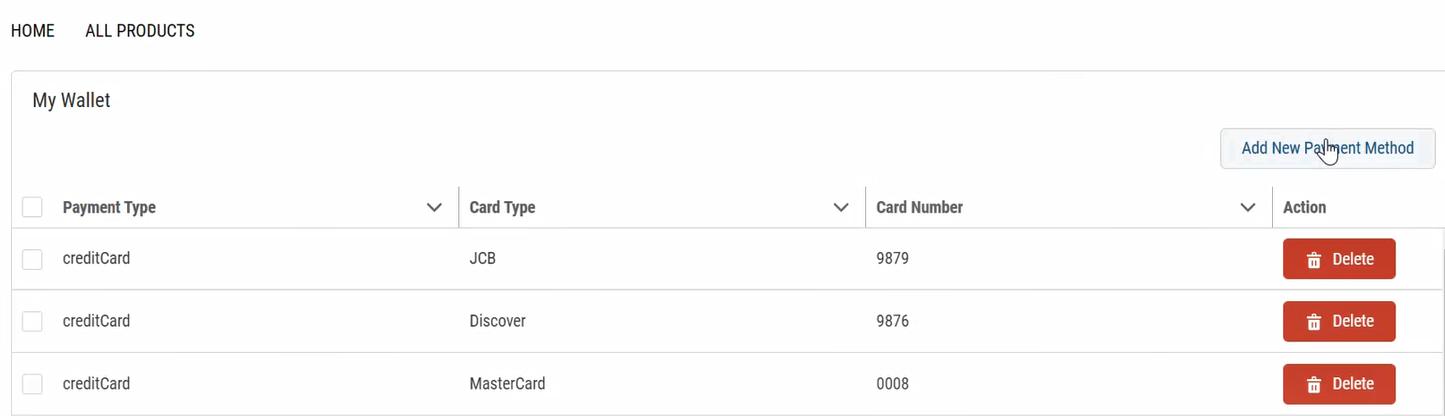 HOME ALL PRODUCTS
My Wallet
Add New Payment Method
Payment Type Card Type Card Number Action
creditCard JCB 9879 Delete
creditCard Discover 9876 Delete
creditCard MasterCard 0008 Delete